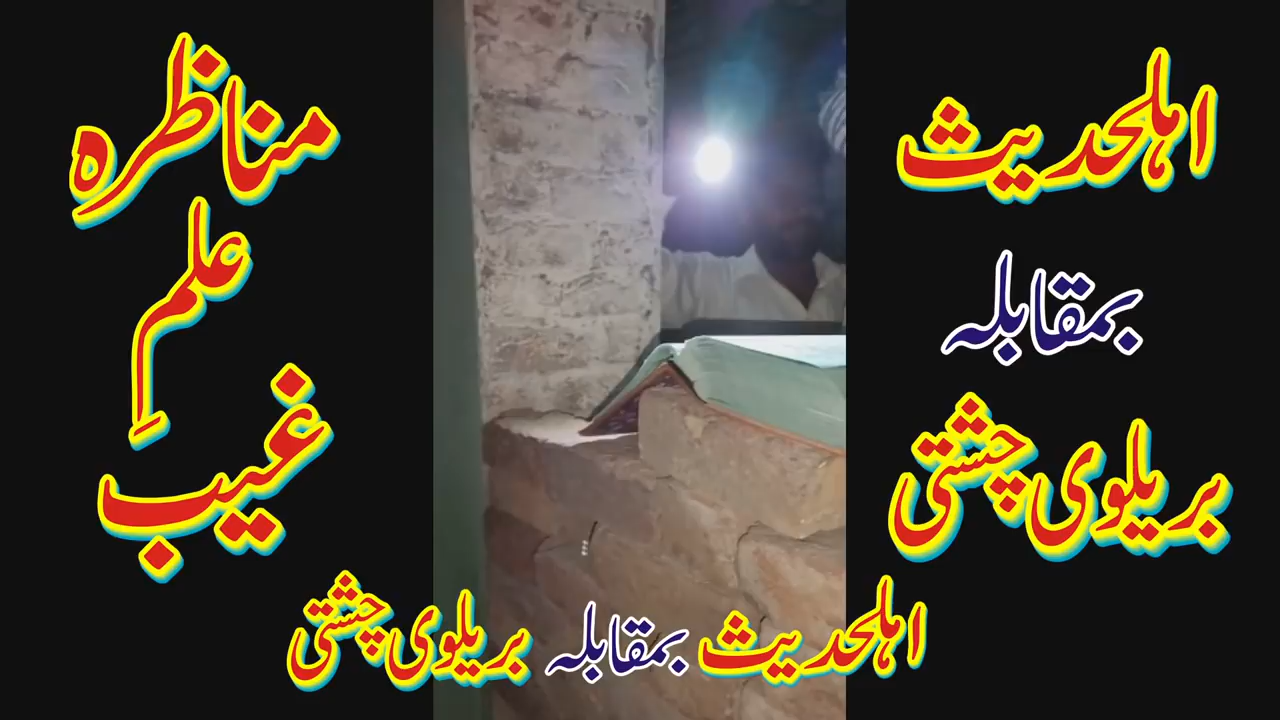 اہلحدیث
بمقابلہ
بریلوی چشتی
مناظرہ
علمِ
غیب
اہلحدیث بمقابلہ بریلوی چشتی